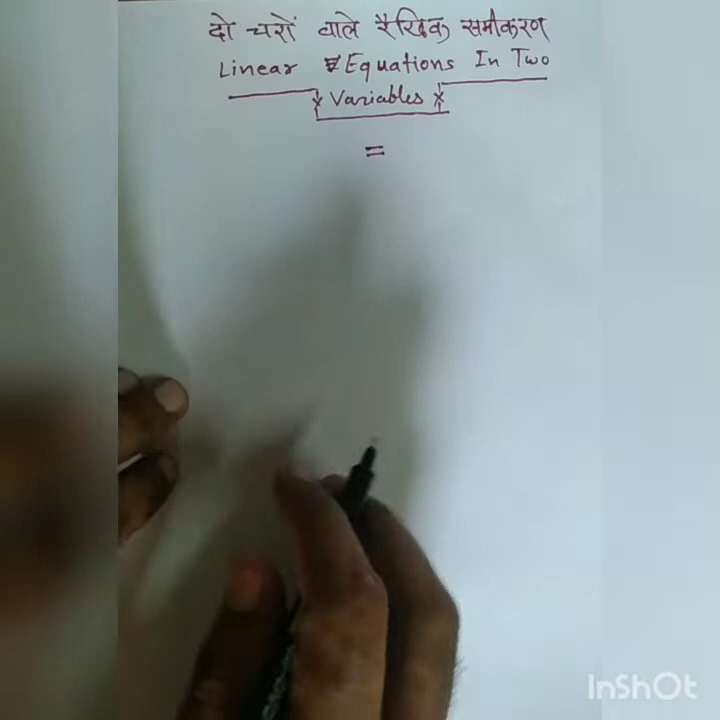 दो चरों वाले रैखिक समीकरण
Linear Equations In Two
Variables
=
InShOt